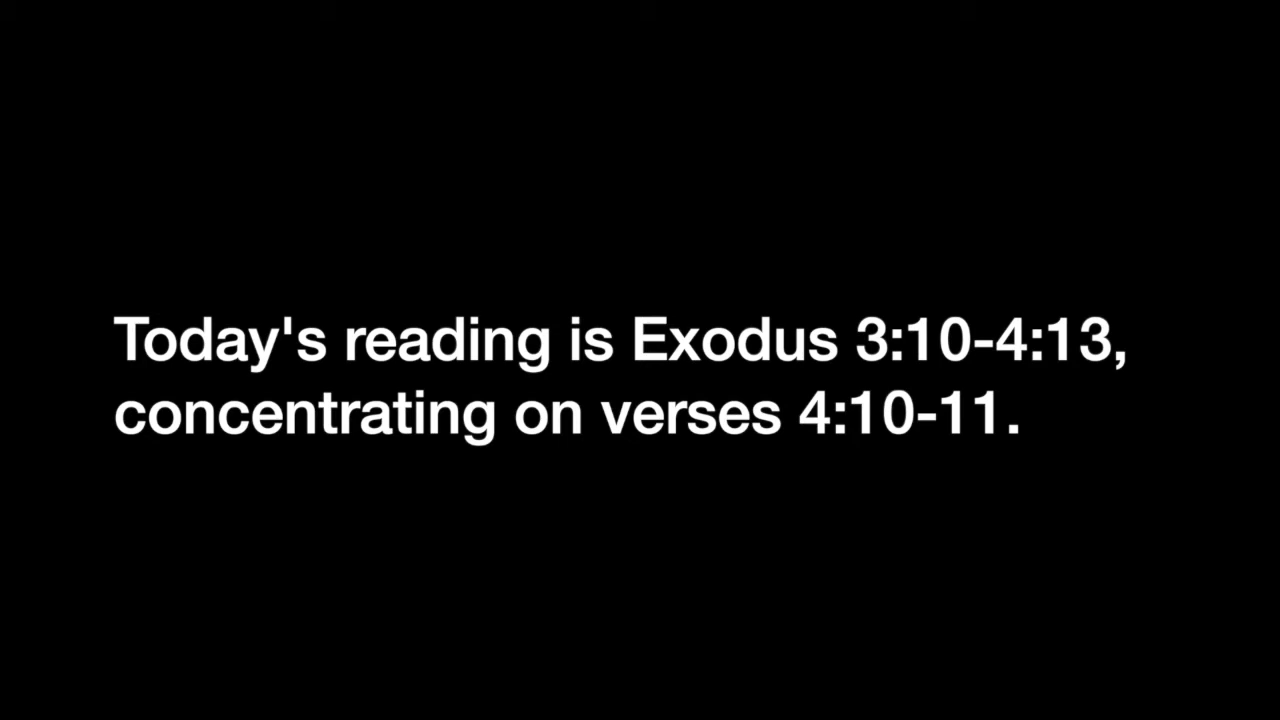 Today's reading is Exodus 3:10-4:13,
concentrating on verses 4:10-11.